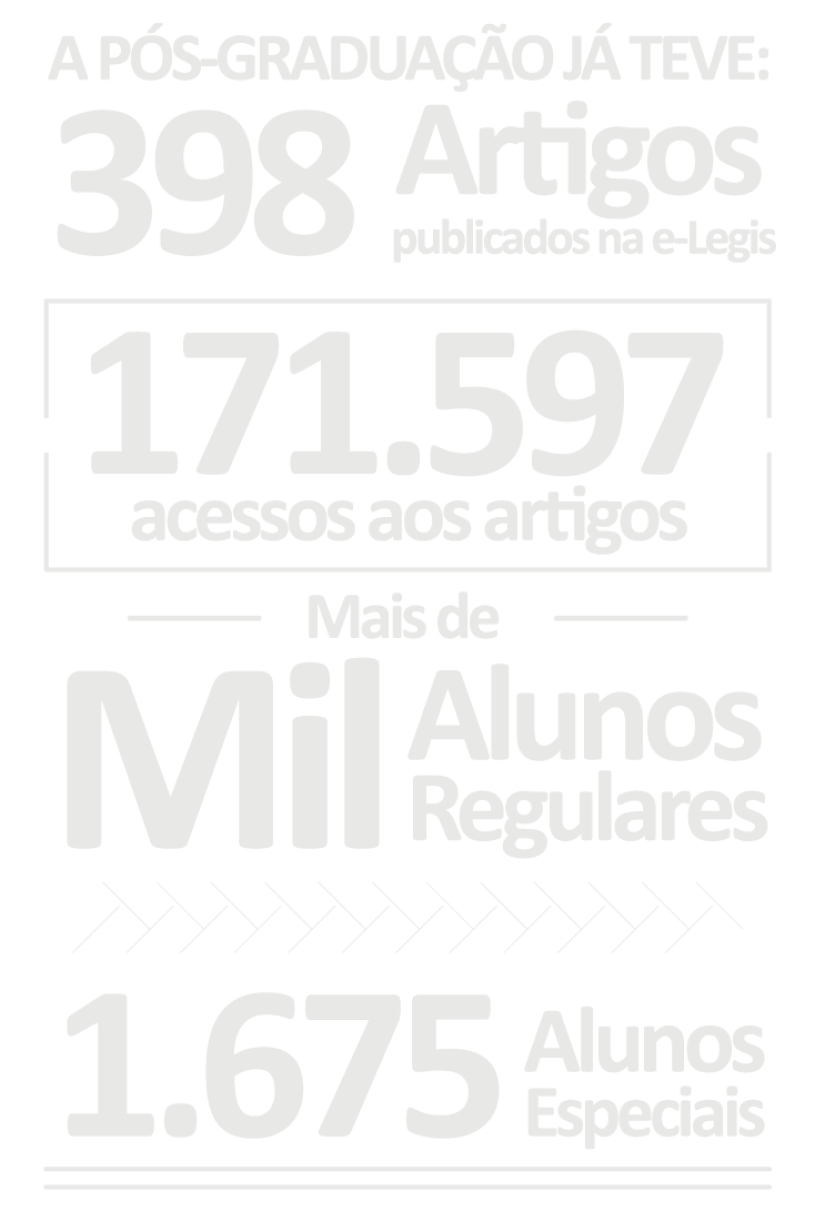 A PÓS-GRADUAÇÃO JÁ TEVE:
398 Artigos
publicados na e-Legis
171.597
acessos aos artigos
Mais de
Mil Alunos
Regulares
1.675 Alunos
Especiais